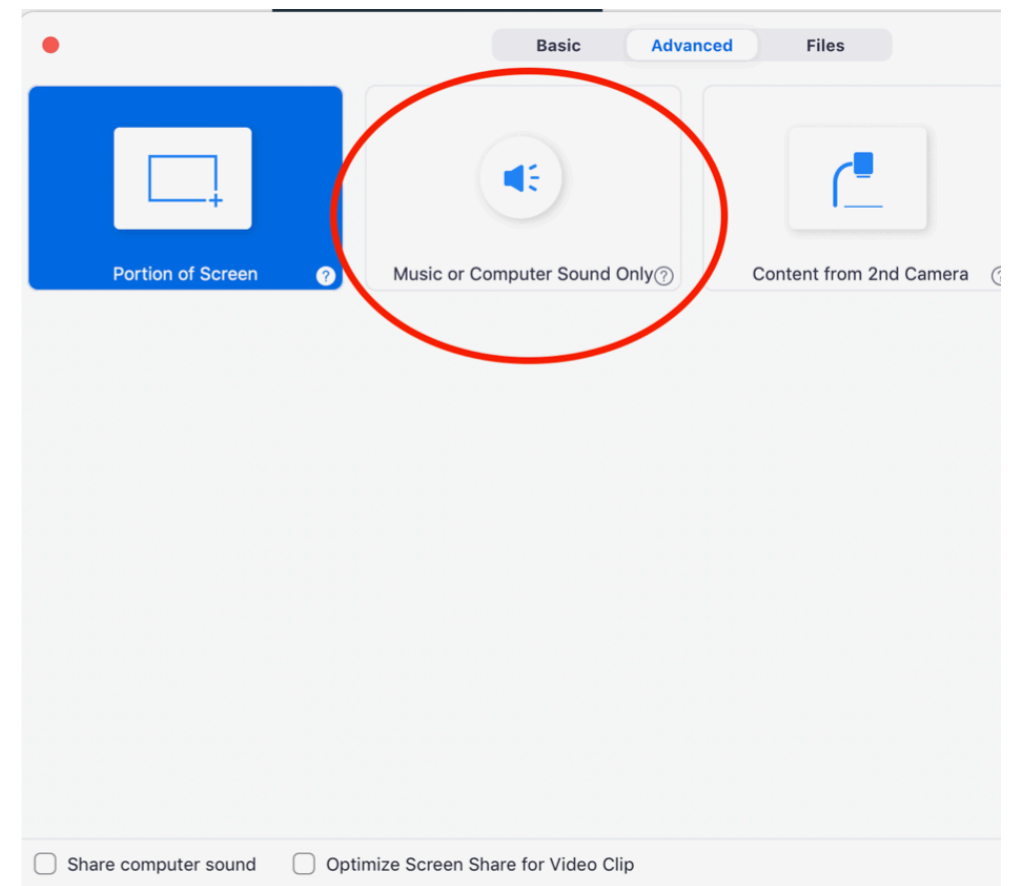 Basic Advanced Files
Portion of Screen ? Music or Computer Sound Only ? Content from 2nd Camera ?
Share computer sound Optimize Screen Share for Video Clip